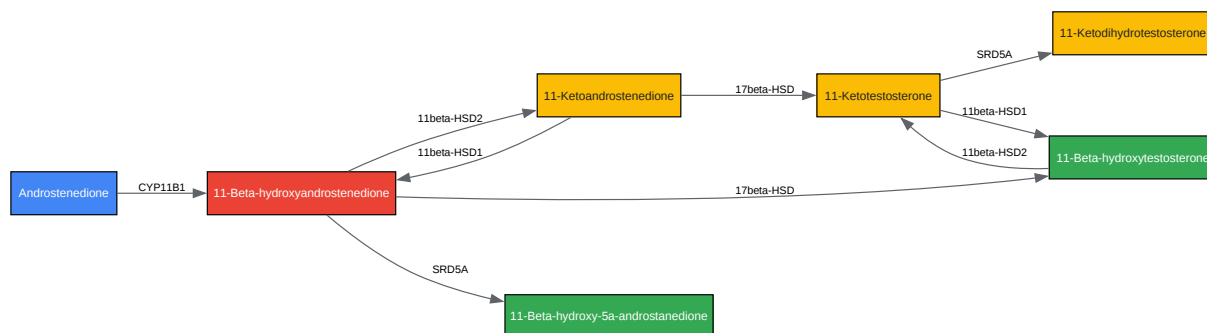 11-Ketodihydrotestosterone
SRD5A
11-Ketoandrostenedione
17beta-HSD
11-Ketotestosterone
11beta-HSD2
11beta-HSD1
11beta-HSD1
11beta-HSD2
11-Beta-hydroxytestosterone
Androstenedione
CYP11B1
11-Beta-hydroxyandrostenedione
17beta-HSD
SRD5A
11-Beta-hydroxy-5a-androstanedione